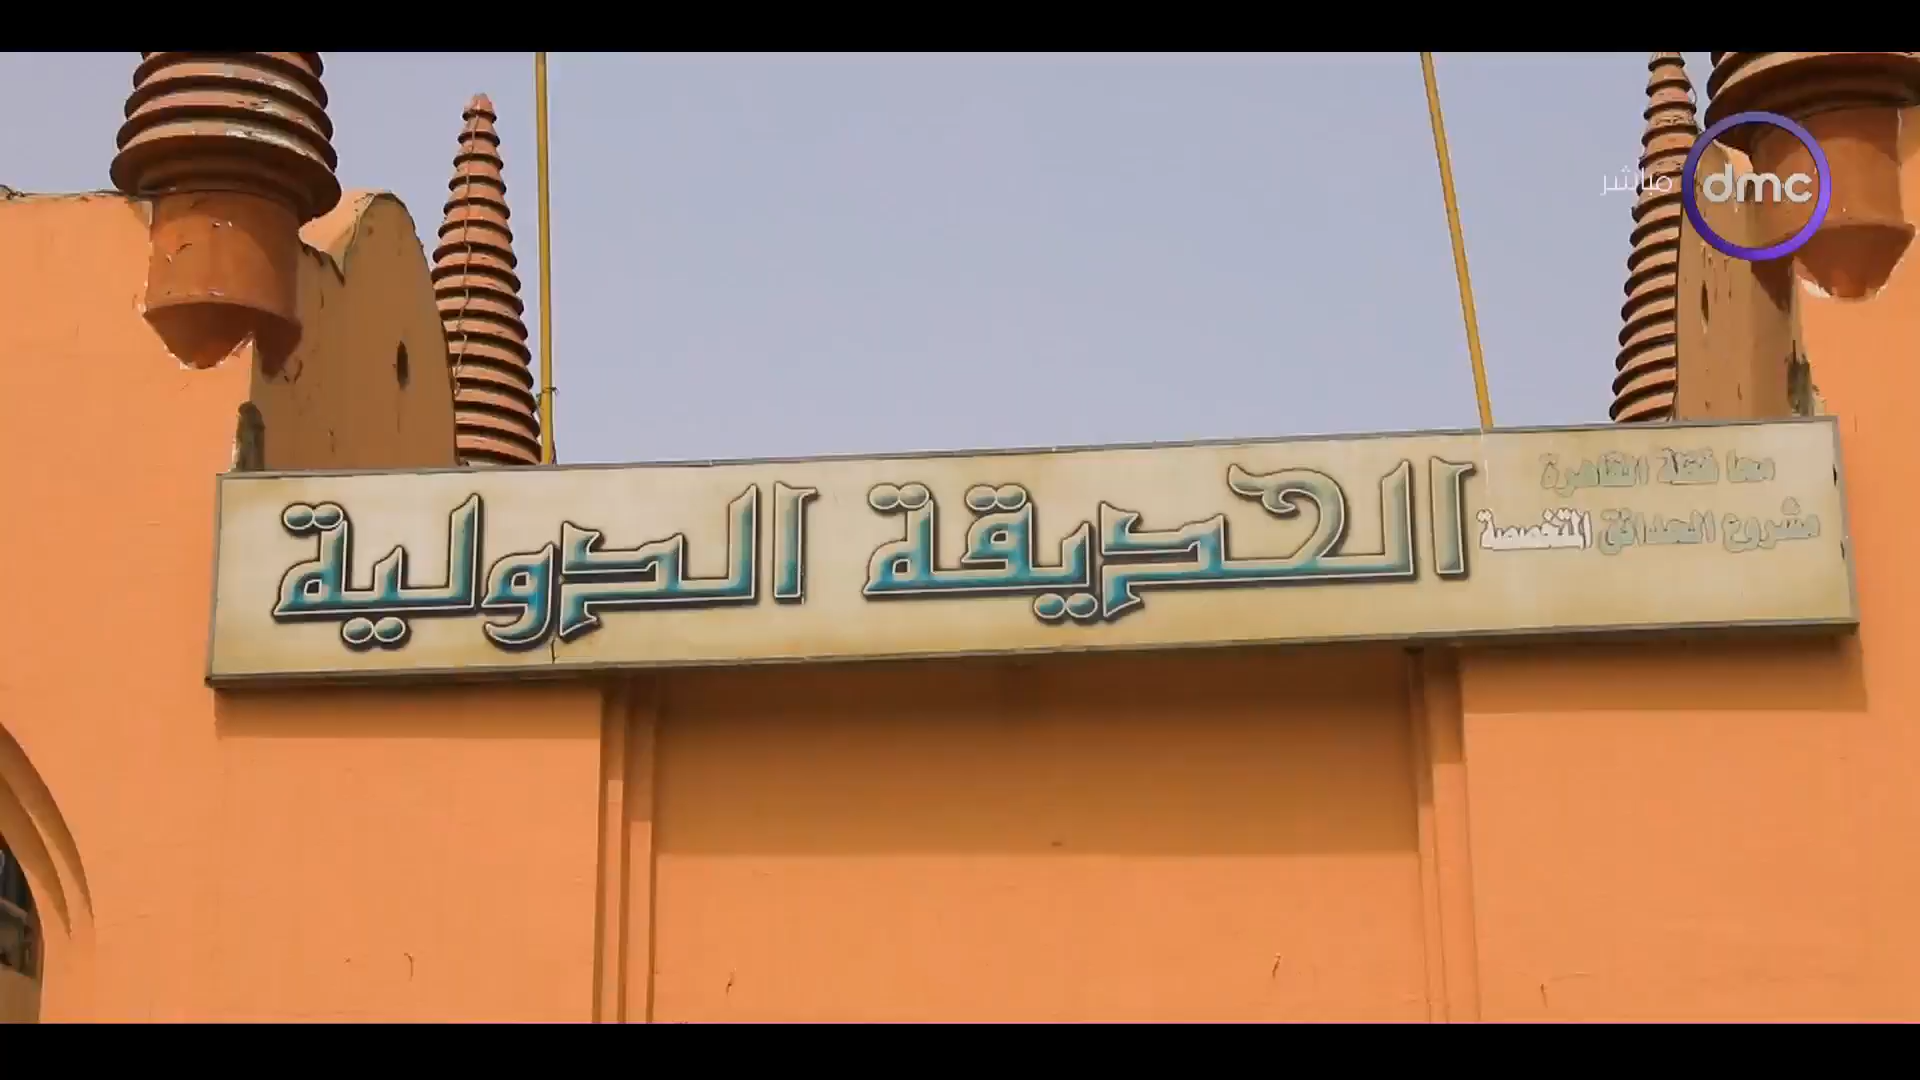 مباشر dmc
محافظة القاهرة
مشروع الحدائق المتخصصة
الحديقة الدولية